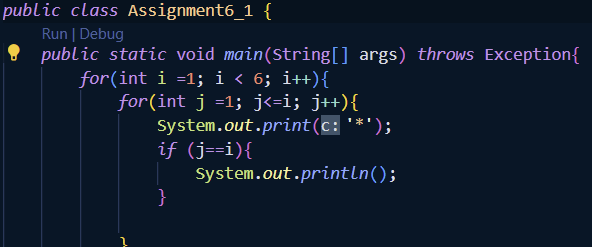 public class Assignment6_1 {
Run | Debug
public static void main(String[] args) throws Exception{
for(int i =1; i < 6; i++){
for(int j =1; j<=i; j++){
System.out.print(c:'*');
if (j==i){
System.out.println();
}
}